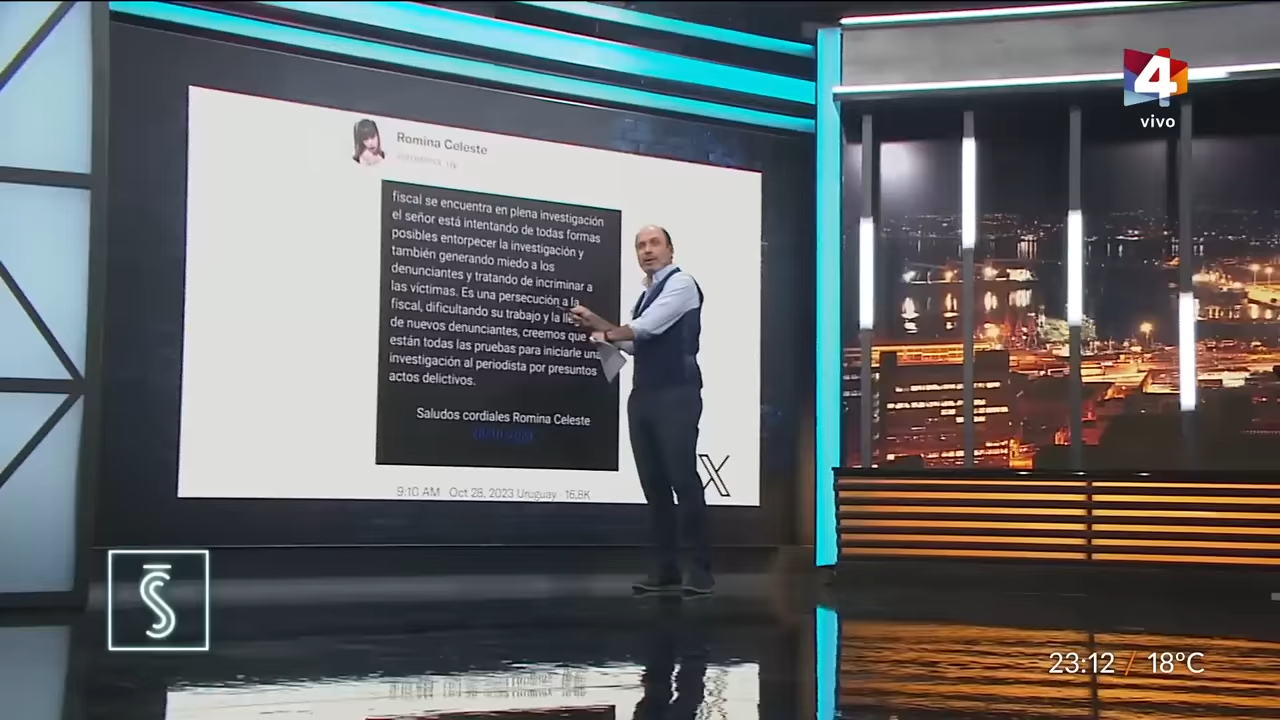 4
vivo
Romina Celeste
fiscal se encuentra en plena investigación
el señor está intentando de todas formas
posibles entorpecer la investigación y
también generando miedo a los
denunciantes y tratando de incriminar a
las víctimas. Es una persecución a la
fiscal, dificultando su trabajo y la
de nuevos denunciantes, creemos que
están todas las pruebas para iniciarle una
investigación al periodista por presuntos
actos delictivos.
Saludos cordiales Romina Celeste
9:10 AM Oct 28, 2023 Uruguay · 16,8K
X
S
23:12 / 18°C